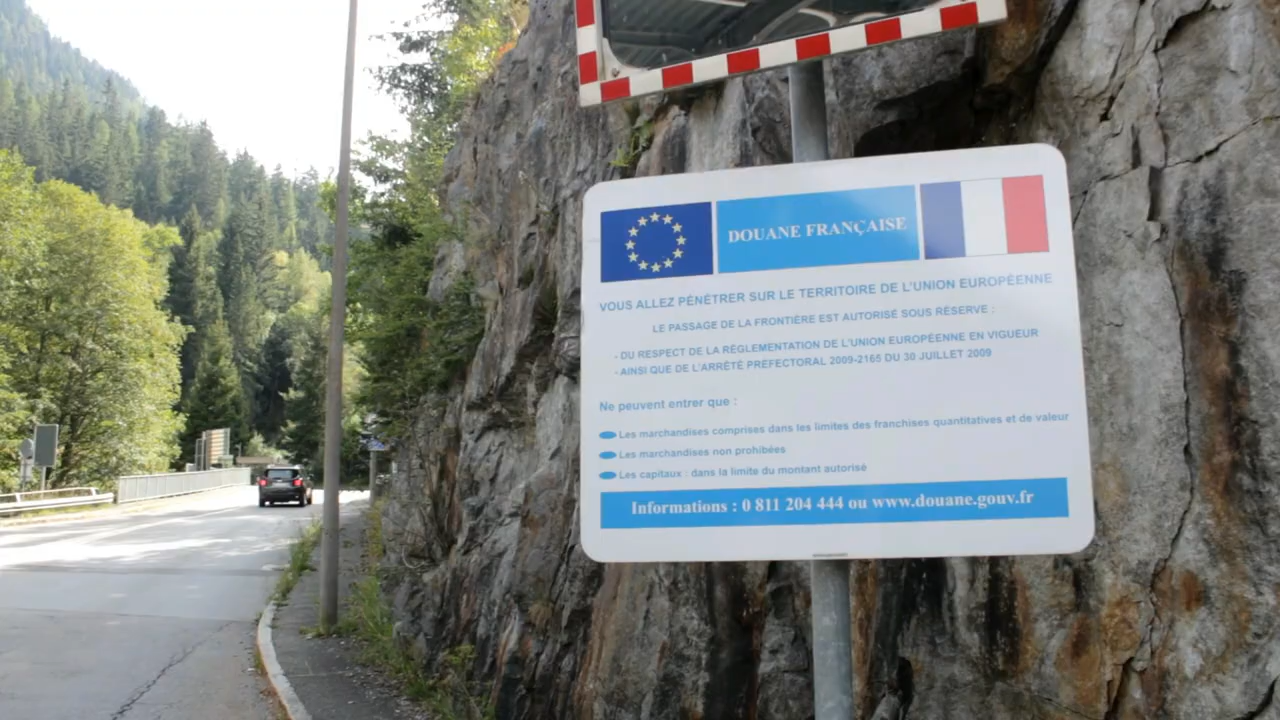 DOUANE FRANÇAISE
VOUS ALLEZ PÉNÉTRER SUR LE TERRITOIRE DE L'UNION EUROPÉENNE
LE PASSAGE DE LA FRONTIÈRE EST AUTORISÉ SOUS RÉSERVE :
- DU RESPECT DE LA RÉGLEMENTATION DE L'UNION EUROPÉENNE EN VIGUEUR
- AINSI QUE DE L'ARRÊTÉ PRÉFECTORAL 2009-2165 DU 30 JUILLET 2009
Ne peuvent entrer que :
Les marchandises comprises dans les limites des franchises quantitatives et de valeur
Les marchandises non prohibées
Les capitaux : dans la limite du montant autorisé
Informations : 0 811 204 444 ou www.douane.gouv.fr